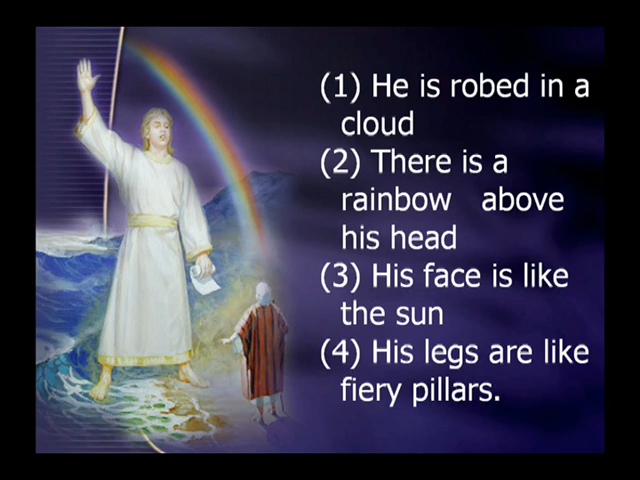 (1) He is robed in a
cloud
(2) There is a
rainbow above
his head
(3) His face is like
the sun
(4) His legs are like
fiery pillars.